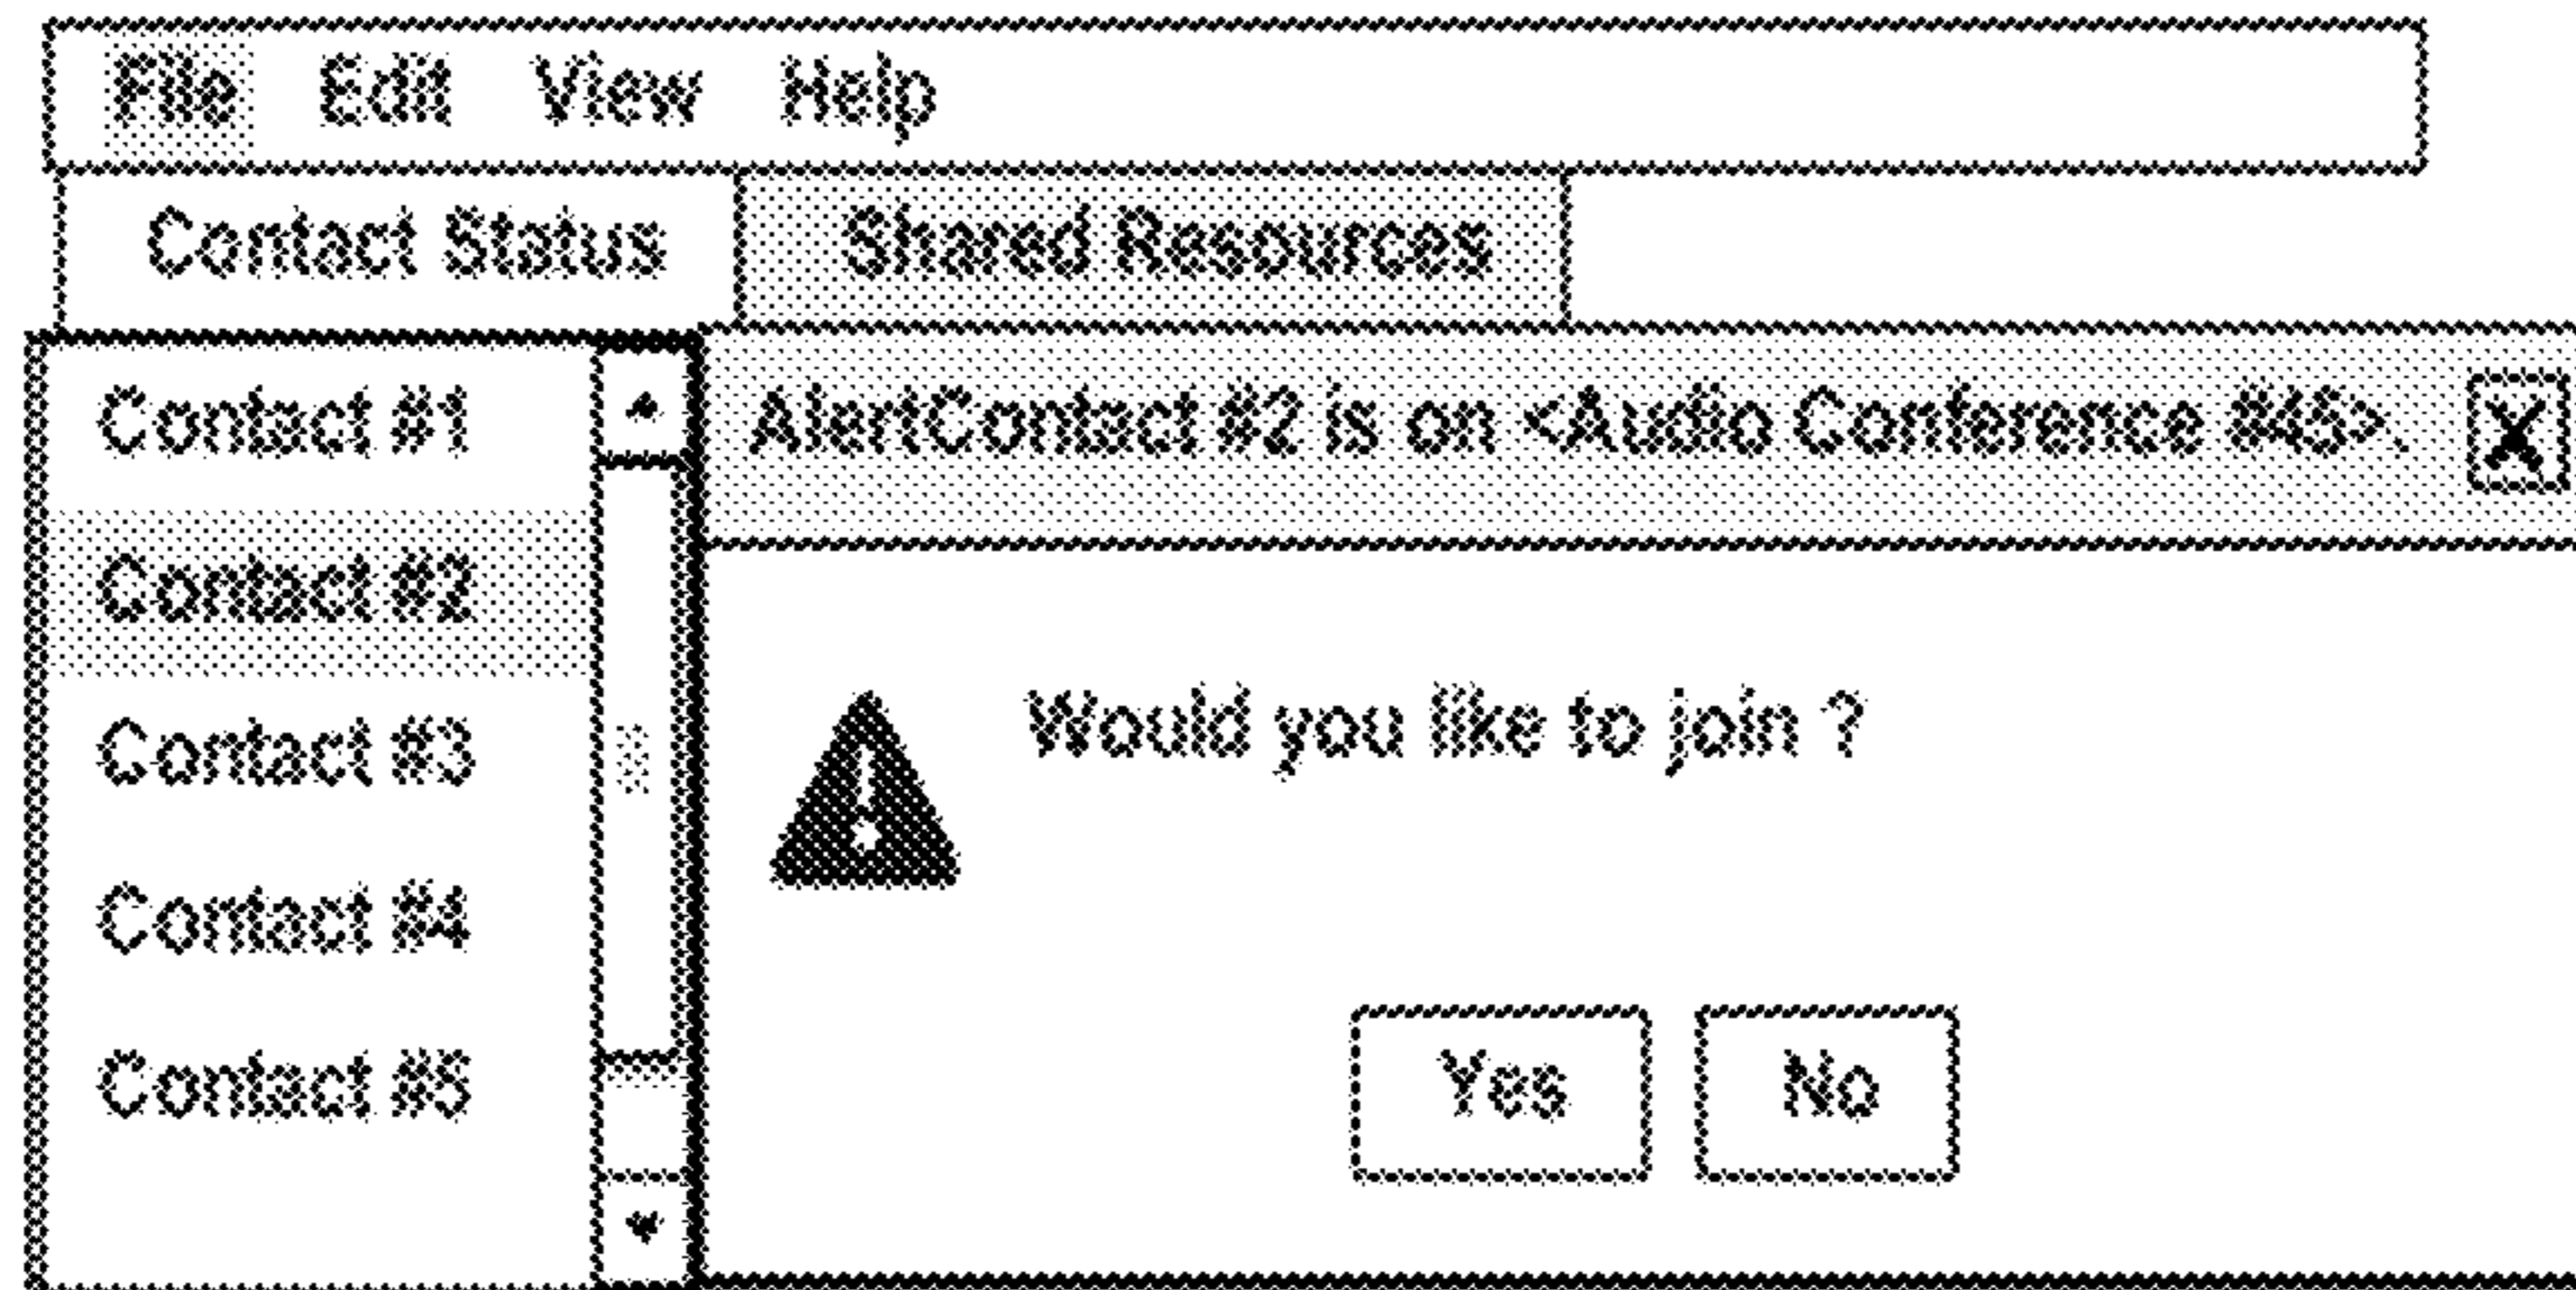 File Edit View Help
Contact Status Shared Resources
Contact #1
Contact #2
Contact #3
Contact #4
Contact #5
AlertContact #2 is on <Audio Conference #45>.
X
Would you like to join ?
Yes No